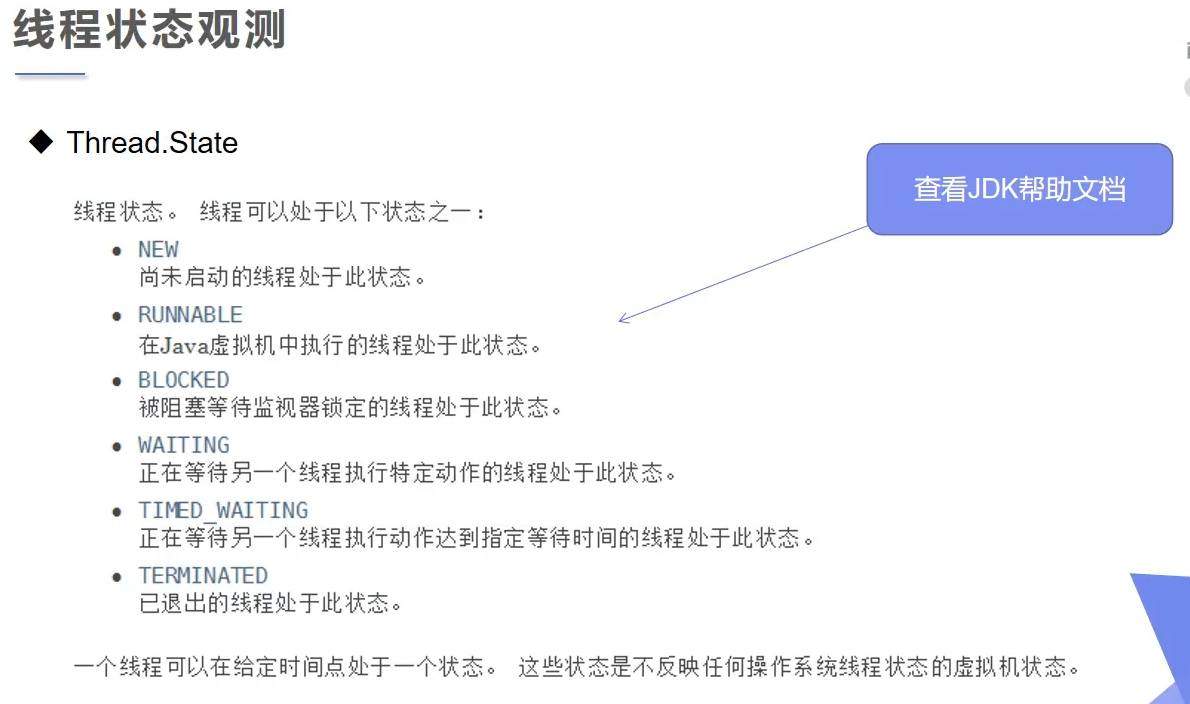 线程状态观测
Thread.State
查看JDK帮助文档
线程状态。 线程可以处于以下状态之一：
NEW
尚未启动的线程处于此状态。
RUNNABLE
在Java虚拟机中执行的线程处于此状态。
BLOCKED
被阻塞等待监视器锁定的线程处于此状态。
WAITING
正在等待另一个线程执行特定动作的线程处于此状态。
TIMED_WAITING
正在等待另一个线程执行动作达到指定等待时间的线程处于此状态。
TERMINATED
已退出的线程处于此状态。
一个线程可以在给定时间点处于一个状态。 这些状态是不反映任何操作系统线程状态的虚拟机状态。